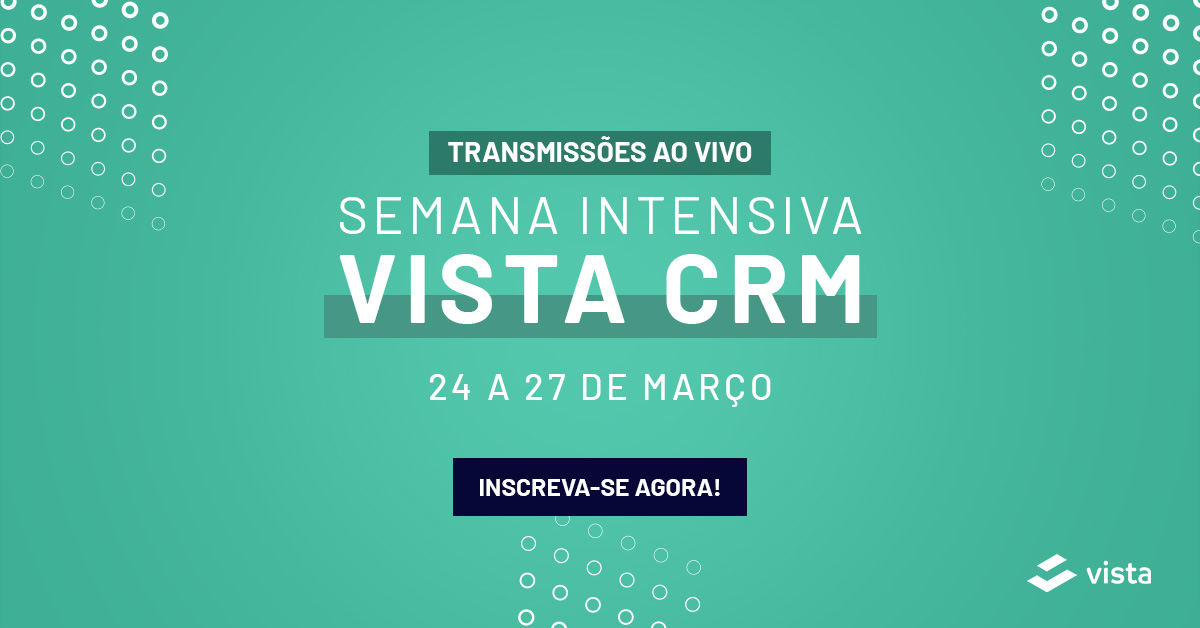 TRANSMISSÕES AO VIVO
SEMANA INTENSIVA
VISTA CRM
24 A 27 DE MARÇO
INSCREVA-SE AGORA!
vista